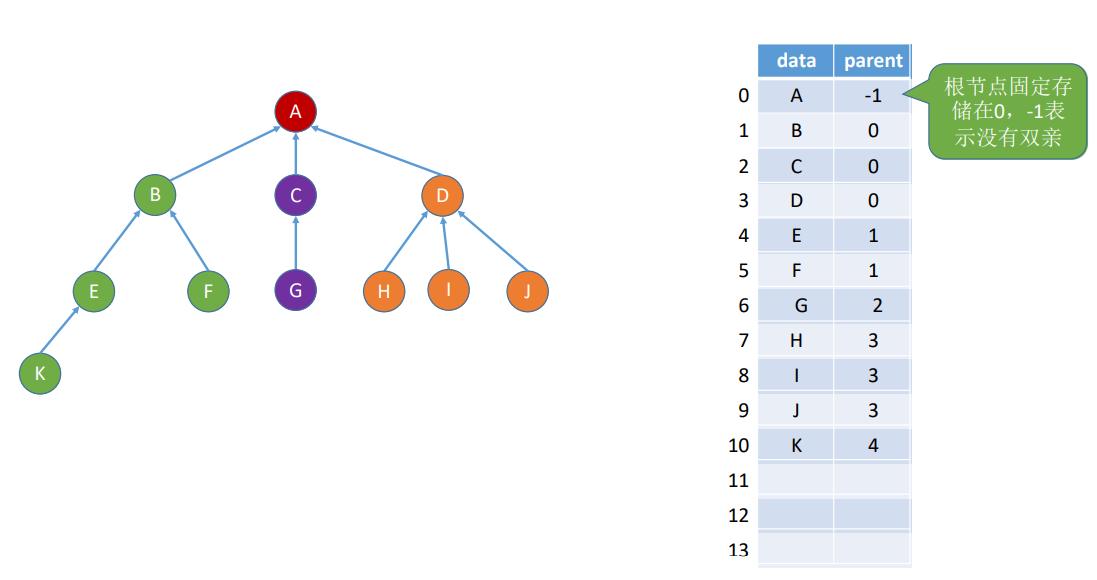 A
B
C
D
E
F
G
H
I
J
K
data parent
0 A -1
1 B 0
2 C 0
3 D 0
4 E 1
5 F 1
6 G 2
7 H 3
8 I 3
9 J 3
10 K 4
11
12
13
根节点固定存
储在0，-1表
示没有双亲